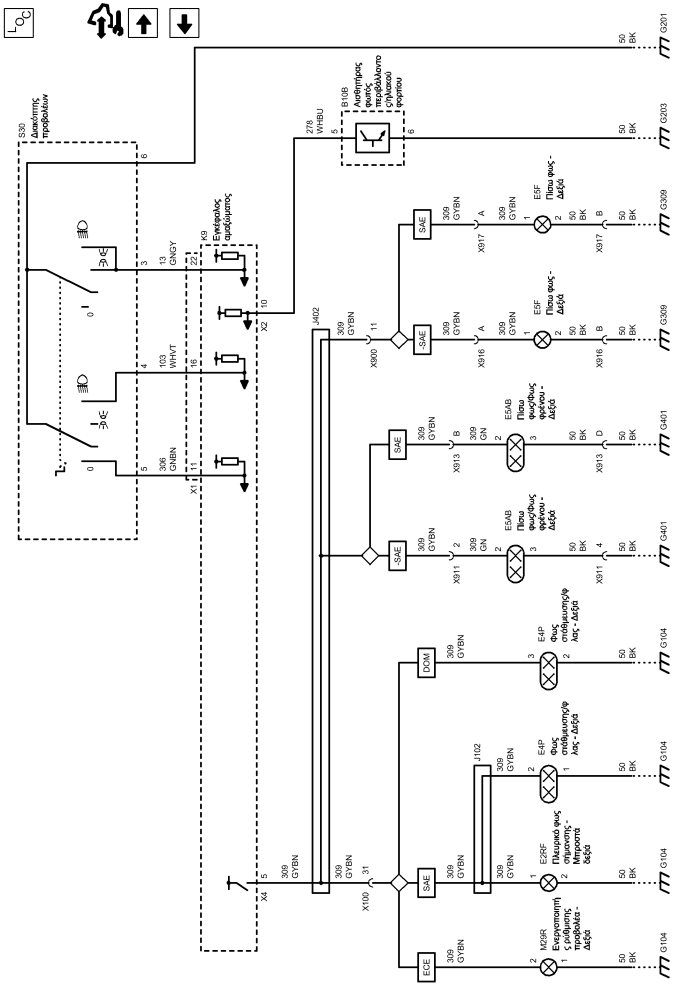 LOC
S30
Διακόπτης
προβολέων
0
0
5
306
GNBN
4
103
WHVT
3
13
GNGY
6
X1
11
16
22
K9
Εγκέφαλος
αμαξώματος
X4
5
X2
10
309
GYBN
J402
278
WHBU
5
B10B
Αισθητήρας
φωτός
περιβάλλοντο
ς/ηλιακού
φορτίου
6
309
GYBN
X100
31
309
GYBN
X900
11
ECE
SAE
DOM
-SAE
SAE
-SAE
SAE
309
GYBN
2
M29R
Ενεργοποιητή
ς ρύθμισης
προβολέα -
Δεξιά
1
50
BK
G104
J102
309
GYBN
1
E2RF
Πλευρικό φως
σήμανσης -
Μπροστά
δεξιά
2
50
BK
G104
309
GYBN
2
E4P
Φως
στάθμευσης/φ
λας - Δεξιά
1
50
BK
G104
309
GYBN
3
E4P
Φως
στάθμευσης/φ
λας - Δεξιά
2
50
BK
G104
309
GYBN
X911
2
309
GN
2
E5AB
Πίσω
φως/Φως
φρένου -
Δεξιά
3
50
BK
X911
4
50
BK
G401
309
GYBN
X913
B
309
GN
2
E5AB
Πίσω
φως/Φως
φρένου -
Δεξιά
3
50
BK
X913
D
50
BK
G401
309
GYBN
X916
A
309
GYBN
1
E5F
Πίσω φως -
Δεξιά
2
50
BK
X916
B
50
BK
G309
309
GYBN
X917
A
309
GYBN
1
E5F
Πίσω φως -
Δεξιά
2
50
BK
X917
B
50
BK
G309
50
BK
G203
50
BK
G201